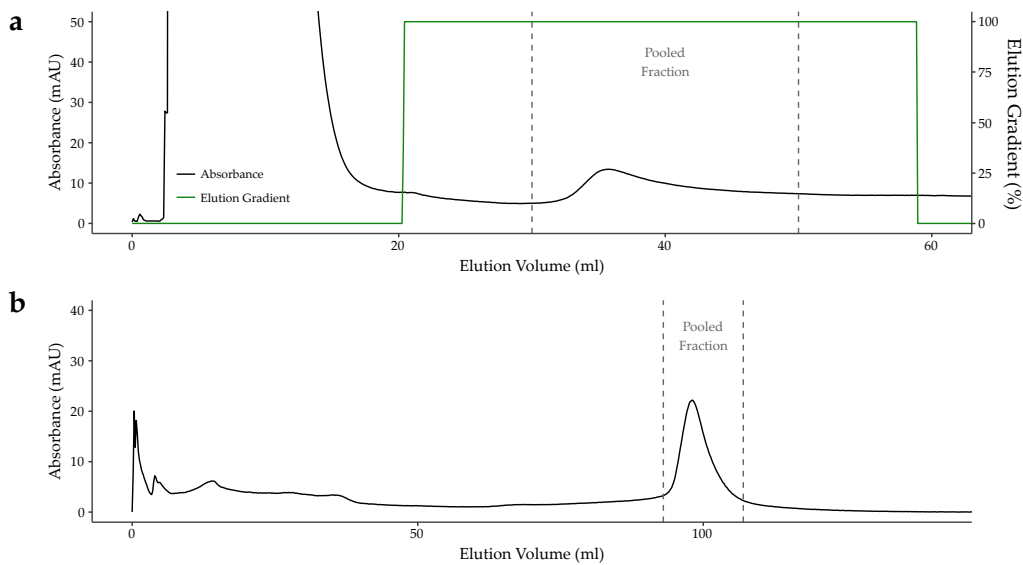 a
Absorbance (mAU)
50
40
30
20
10
0
Pooled
Fraction
Absorbance
Elution Gradient
100
75
50
25
0
Elution Gradient (%)
0
20
40
60
Elution Volume (ml)
b
Absorbance (mAU)
40
30
20
10
0
Pooled
Fraction
0
50
100
Elution Volume (ml)